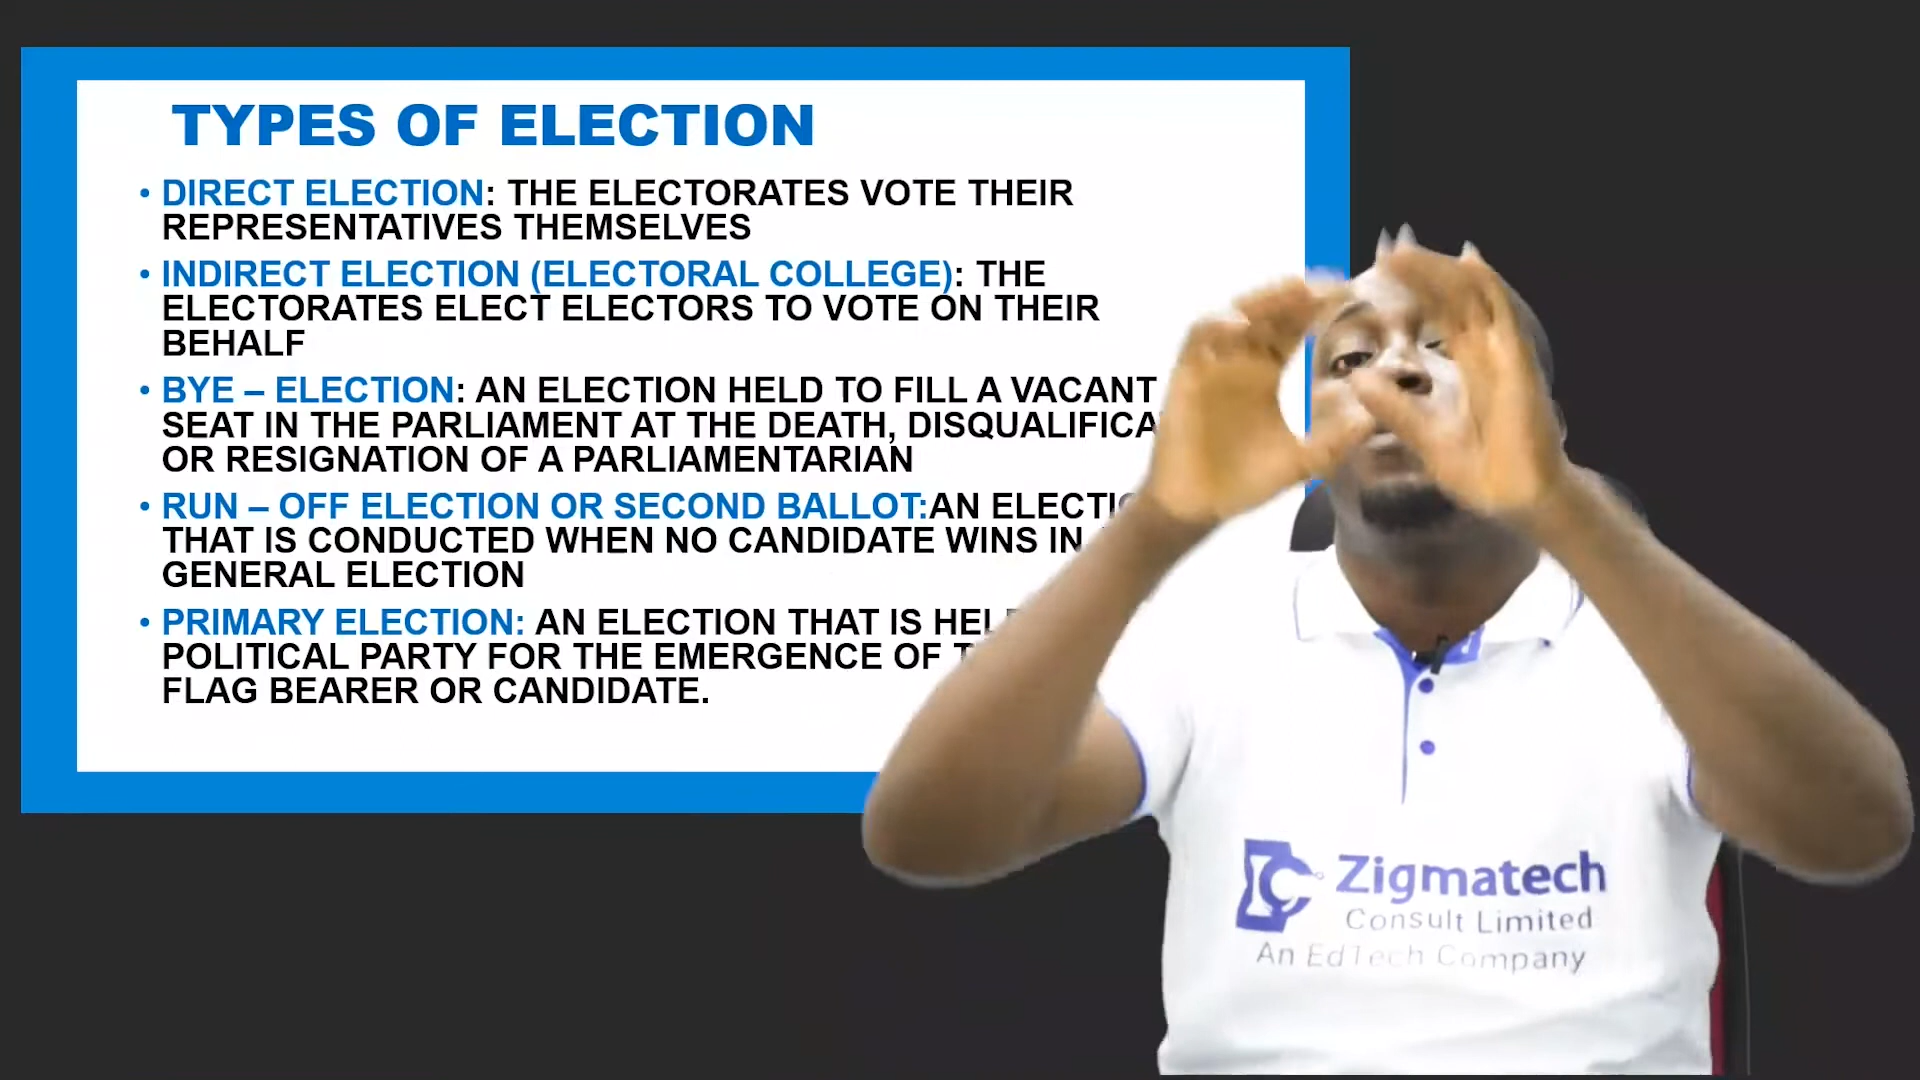 TYPES OF ELECTION
• DIRECT ELECTION: THE ELECTORATES VOTE THEIR
REPRESENTATIVES THEMSELVES
• INDIRECT ELECTION (ELECTORAL COLLEGE): THE
ELECTORATES ELECT ELECTORS TO VOTE ON THEIR
BEHALF
• BYE – ELECTION: AN ELECTION HELD TO FILL A VACANT
SEAT IN THE PARLIAMENT AT THE DEATH,
OR RESIGNATION OF A PARLIAMENTARIAN
• RUN – OFF ELECTION OR SECOND BALLOT:AN
THAT IS CONDUCTED WHEN NO CANDIDATE WINS IN
GENERAL ELECTION
• PRIMARY ELECTION: AN ELECTION THAT IS
POLITICAL PARTY FOR THE EMERGENCE OF
FLAG BEARER OR CANDIDATE.
Zigmatech
Consult Limited
An EdTech Company